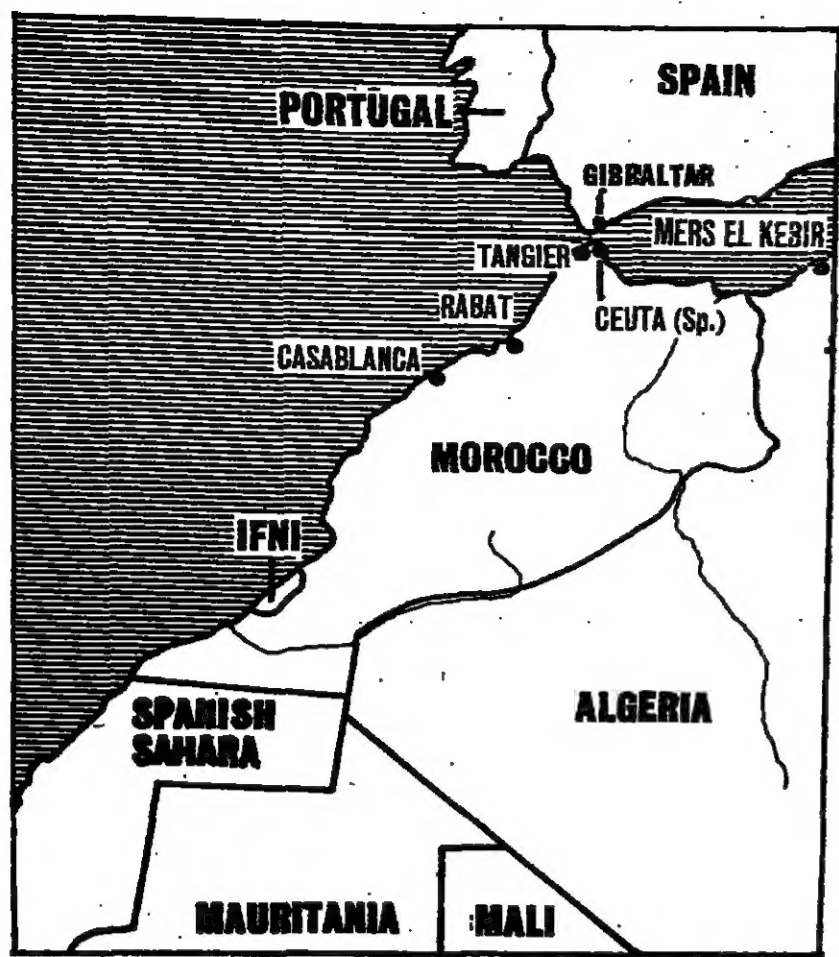 SPAIN
PORTUGAL
GIBRALTAR
MERS EL KEBIR
TANGIER
RABAT
CEUTA (Sp.)
CASABLANCA
MOROCCO
IFNI
ALGERIA
SPANISH
SAHARA
MAURITANIA
MALI